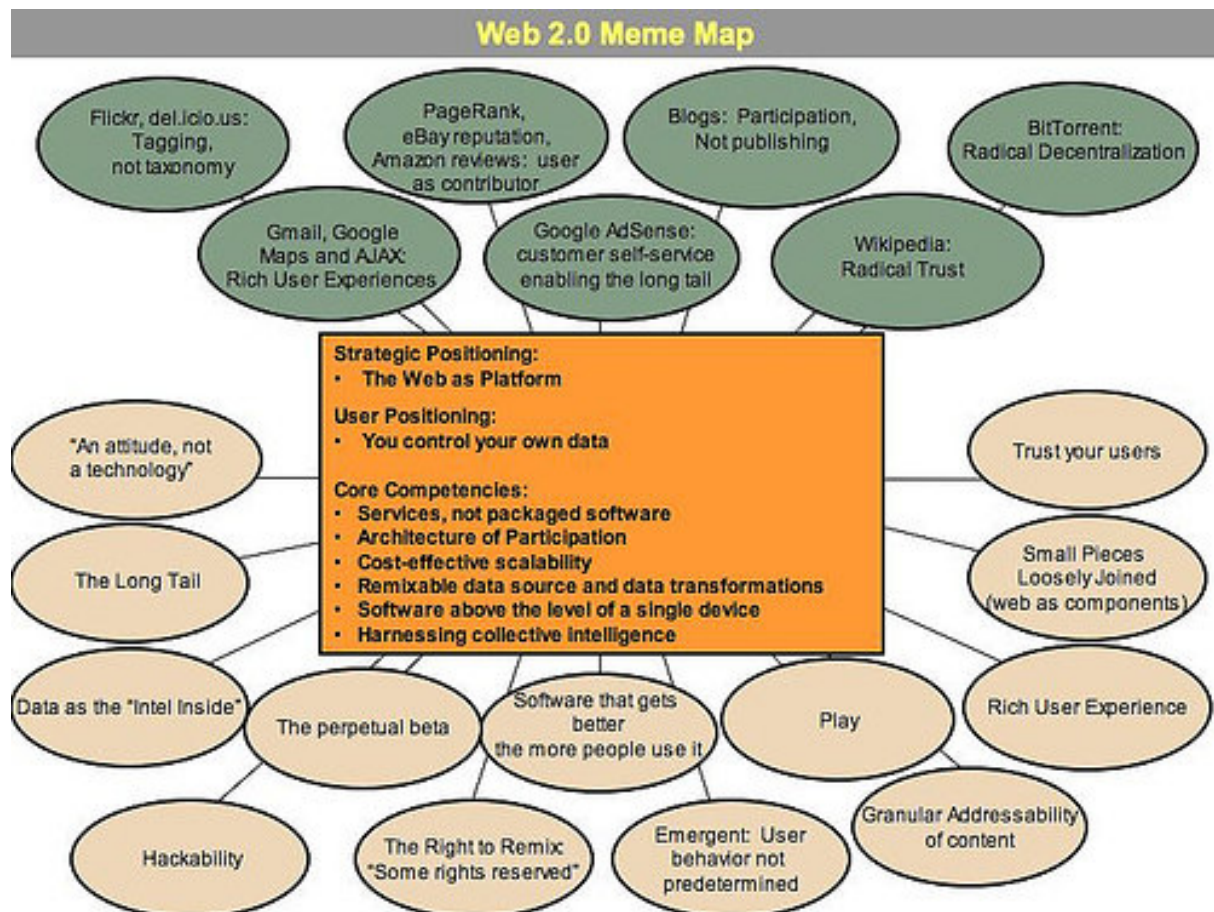 Web 2.0 Meme Map
Flickr, del.icio.us:
Tagging,
not taxonomy
PageRank,
eBay reputation,
Amazon reviews: user
as contributor
Blogs: Participation,
Not publishing
BitTorrent:
Radical Decentralization
Gmail, Google
Maps and AJAX:
Rich User Experiences
Google AdSense:
customer self-service
enabling the long tail
Wikipedia:
Radical Trust
Strategic Positioning:
• The Web as Platform
User Positioning:
• You control your own data
Core Competencies:
• Services, not packaged software
• Architecture of Participation
• Cost-effective scalability
• Remixable data source and data transformations
• Software above the level of a single device
• Harnessing collective intelligence
"An attitude, not
a technology"
Trust your users
The Long Tail
Small Pieces
Loosely Joined
(web as components)
Data as the "Intel Inside"
The perpetual beta
Software that gets
better
the more people use it
Play
Rich User Experience
Hackability
The Right to Remix:
"Some rights reserved"
Emergent: User
behavior not
predetermined
Granular Addressability
of content